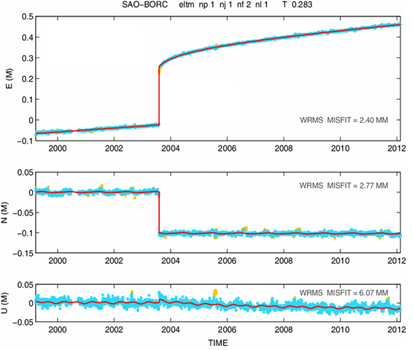 SAO−BORC eltm np 1 nj 1 nf 2 nl 1 T 0.283
0.5
0.4
0.3
0.2
0.1
0
−0.1
E (M)
WRMS MISFIT = 2.40 MM
2000 2002 2004 2006 2008 2010 2012
0.05
0
−0.05
−0.1
−0.15
N (M)
WRMS MISFIT = 2.77 MM
2000 2002 2004 2006 2008 2010 2012
0.05
0
−0.05
U (M)
WRMS MISFIT = 6.07 MM
2000 2002 2004 2006 2008 2010 2012
TIME